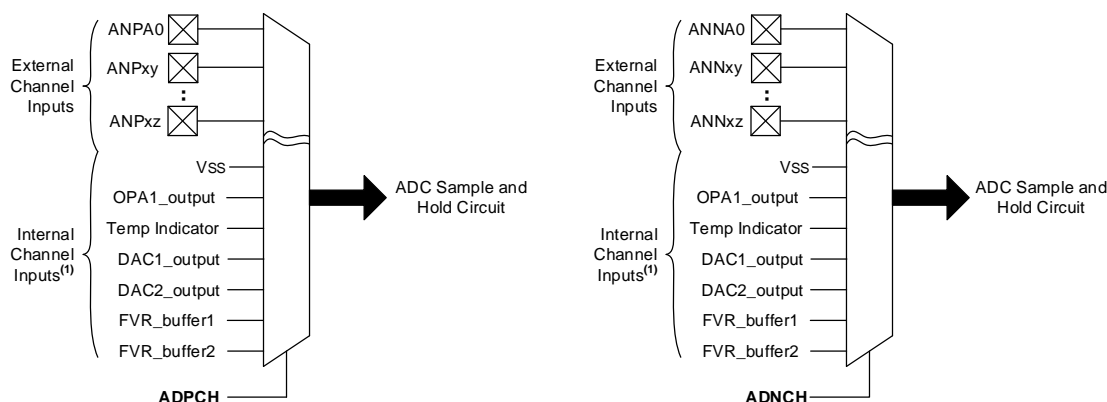 ANPA0
ANPxy
ANPxz
External
Channel
Inputs
VSS
OPA1_output
Temp Indicator
DAC1_output
DAC2_output
FVR_buffer1
FVR_buffer2
Internal
Channel
Inputs(1)
ADPCH
ADC Sample and
Hold Circuit
ANNA0
ANNxy
ANNxz
External
Channel
Inputs
VSS
OPA1_output
Temp Indicator
DAC1_output
DAC2_output
FVR_buffer1
FVR_buffer2
Internal
Channel
Inputs(1)
ADNCH
ADC Sample and
Hold Circuit